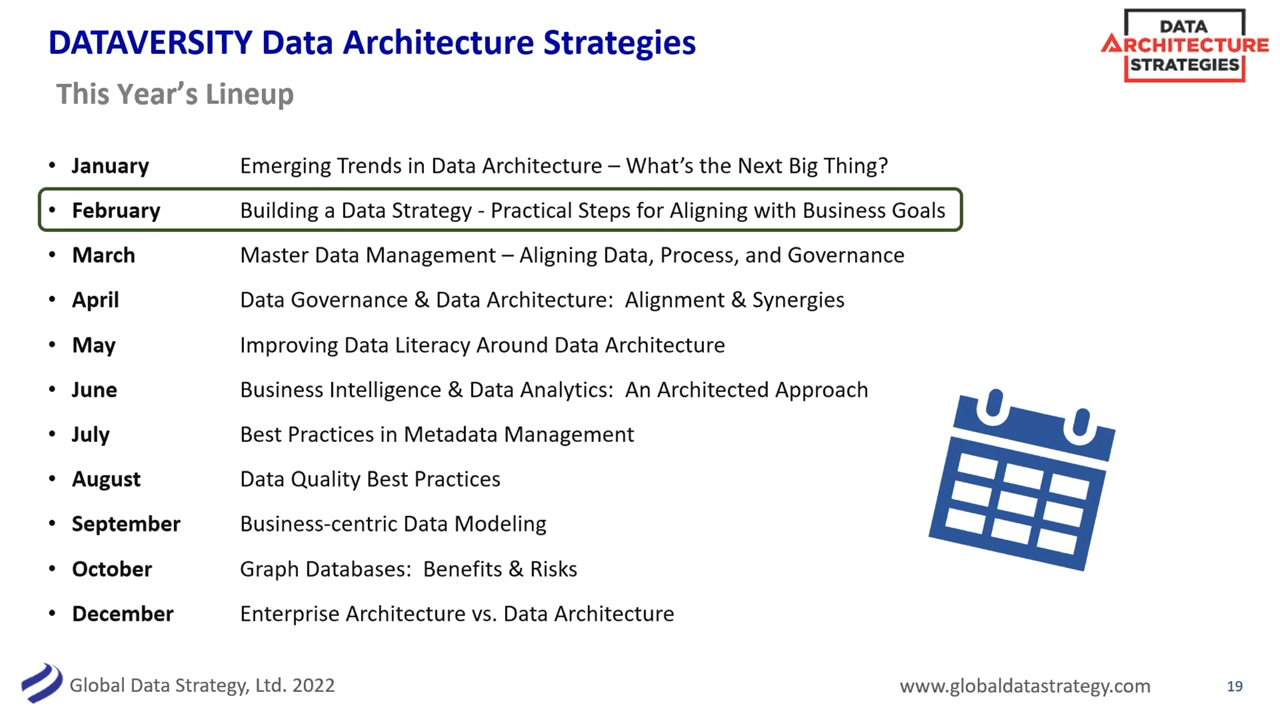 DATAVERSITY Data Architecture Strategies
DATA
ARCHITECTURE
STRATEGIES
This Year's Lineup
• January Emerging Trends in Data Architecture – What's the Next Big Thing?
• February Building a Data Strategy - Practical Steps for Aligning with Business Goals
• March Master Data Management – Aligning Data, Process, and Governance
• April Data Governance & Data Architecture: Alignment & Synergies
• May Improving Data Literacy Around Data Architecture
• June Business Intelligence & Data Analytics: An Architected Approach
• July Best Practices in Metadata Management
• August Data Quality Best Practices
• September Business-centric Data Modeling
• October Graph Databases: Benefits & Risks
• December Enterprise Architecture vs. Data Architecture
Global Data Strategy, Ltd. 2022
www.globaldatastrategy.com
19